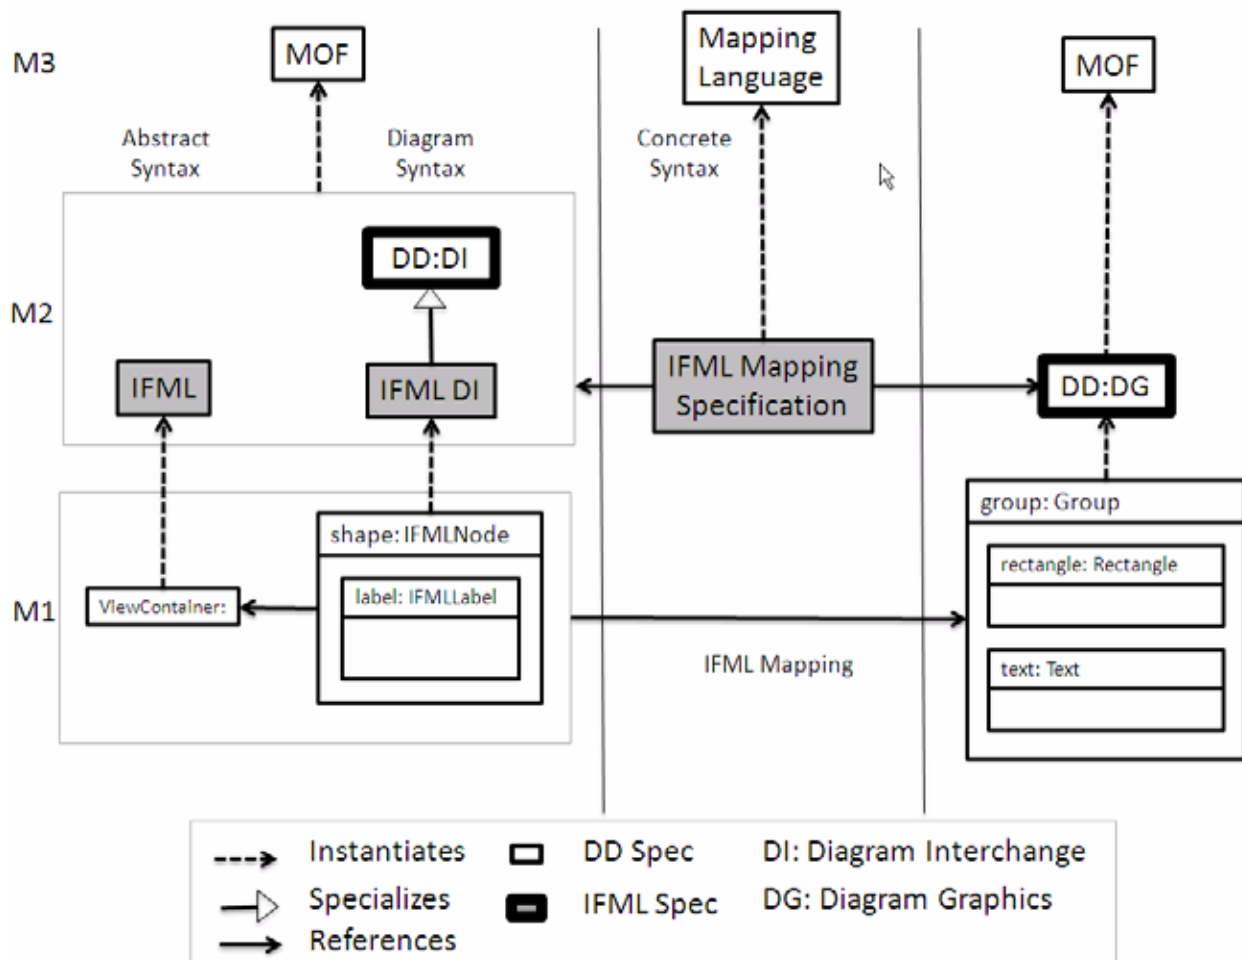 M3
MOF
Mapping
Language
MOF
Abstract
Syntax
Diagram
Syntax
Concrete
Syntax
M2
DD:DI
IFML
IFML DI
IFML Mapping
Specification
DD:DG
M1
ViewContainer:
shape: IFMLNode
label: IFMLLabel
IFML Mapping
group: Group
rectangle: Rectangle
text: Text
Instantiates
DD Spec
DI: Diagram Interchange
Specializes
IFML Spec
DG: Diagram Graphics
References